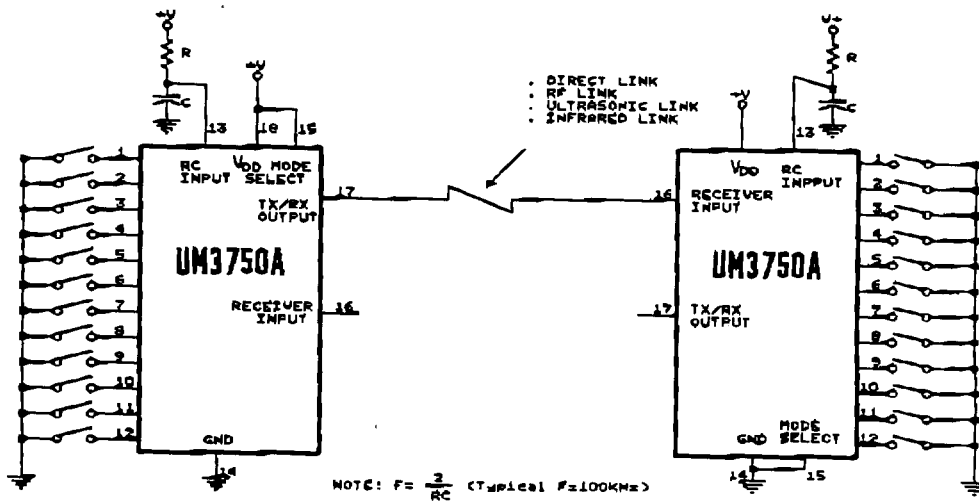 +V
R
C
13
+V
18
15
RC INPUT
VDD MODE SELECT
TX/RX OUTPUT
17
UM3750A
RECEIVER INPUT
16
GND
14
1
2
3
4
5
6
7
8
9
10
11
12
. DIRECT LINK
. RF LINK
. ULTRASONIC LINK
. INFRARED LINK
+V
V+
R
C
13
VDD
RC INPPUT
16
RECEIVER INPUT
UM3750A
17
TX/RX OUTPUT
MODE SELECT
GND
14
15
1
2
3
4
5
6
7
8
9
10
11
12
NOTE: F= 2/RC (Typical F=100KHz)